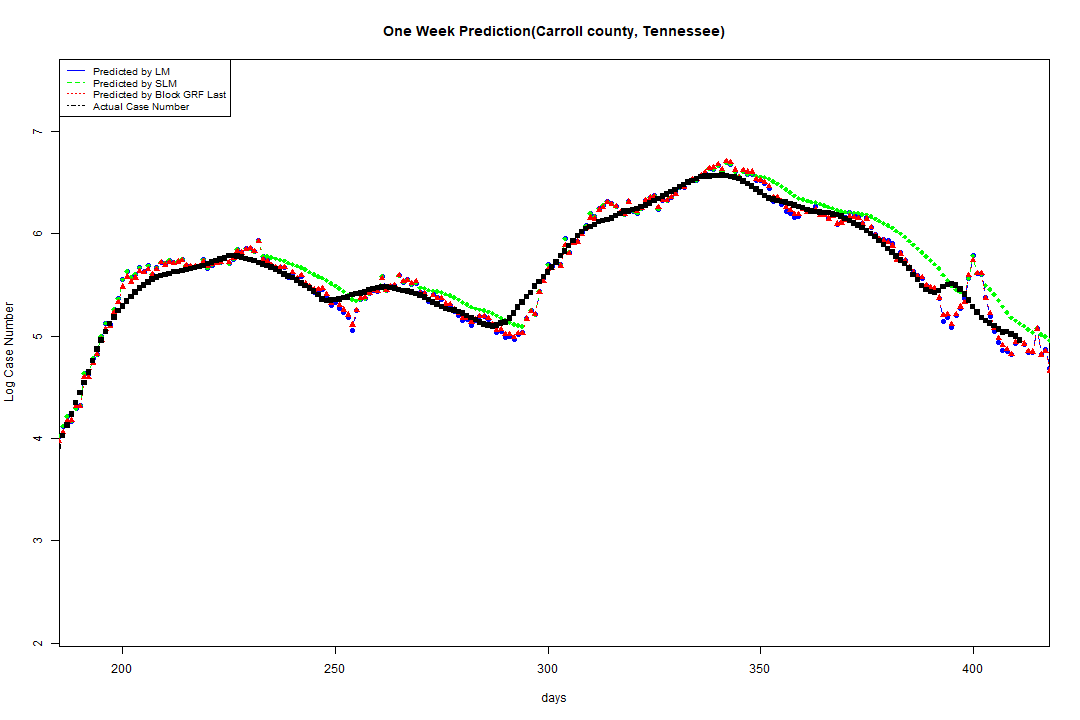 One Week Prediction(Carroll county, Tennessee)
Predicted by LM
Predicted by SLM
Predicted by Block GRF Last
Actual Case Number
7
6
5
4
3
2
Log Case Number
200 250 300 350 400
days